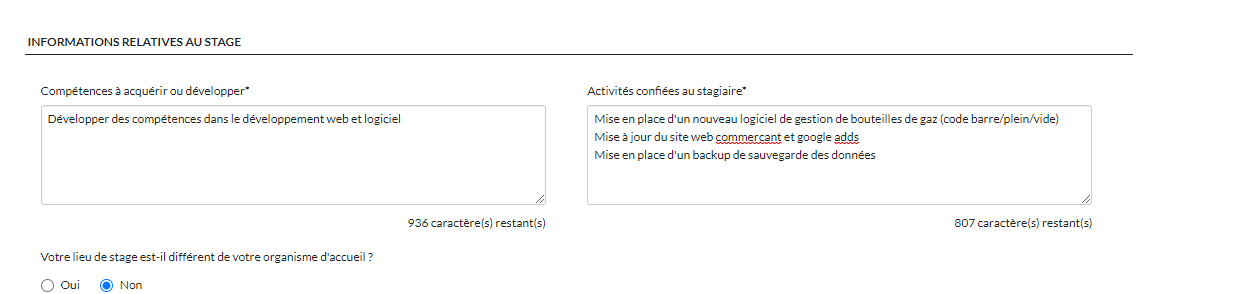 INFORMATIONS RELATIVES AU STAGE
Compétences à acquérir ou développer*
Développer des compétences dans le développement web et logiciel
936 caractère(s) restant(s)
Activités confiées au stagiaire*
Mise en place d'un nouveau logiciel de gestion de bouteilles de gaz (code barre/plein/vide)
Mise à jour du site web commercant et google adds
Mise en place d'un backup de sauvegarde des données
807 caractère(s) restant(s)
Votre lieu de stage est-il différent de votre organisme d'accueil ?
Oui Non